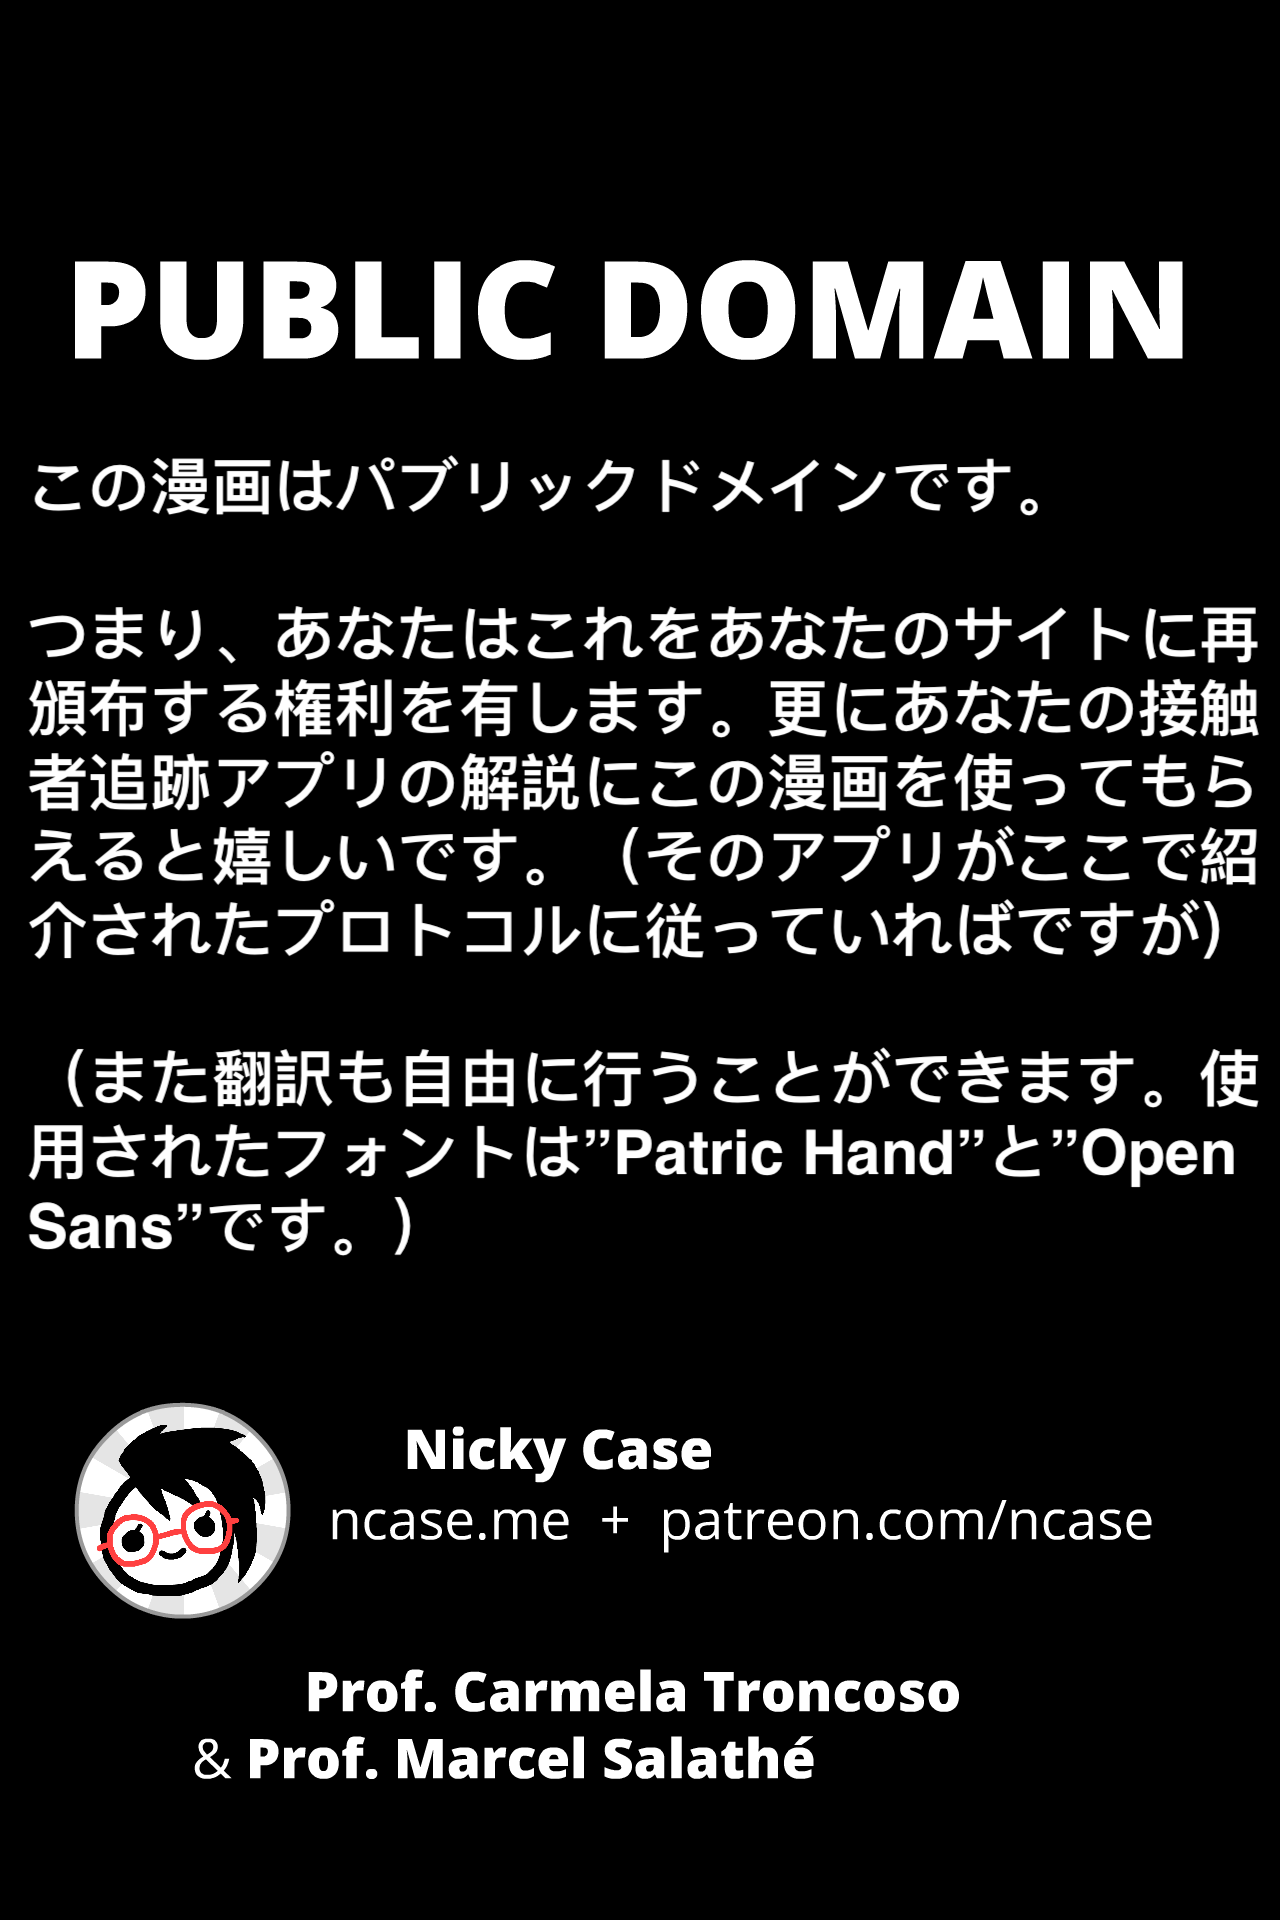 PUBLIC DOMAIN
この漫画はパブリックドメインです。
つまり、あなたはこれをあなたのサイトに再
頒布する権利を有します。更にあなたの接触
者追跡アプリの解説にこの漫画を使ってもら
えると嬉しいです。（そのアプリがここで紹
介されたプロトコルに従っていればですが）
（また翻訳も自由に行うことができます。使
用されたフォントは”Patric Hand”と”Open
Sans”です。）
Nicky Case
ncase.me + patreon.com/ncase
Prof. Carmela Troncoso
& Prof. Marcel Salathé